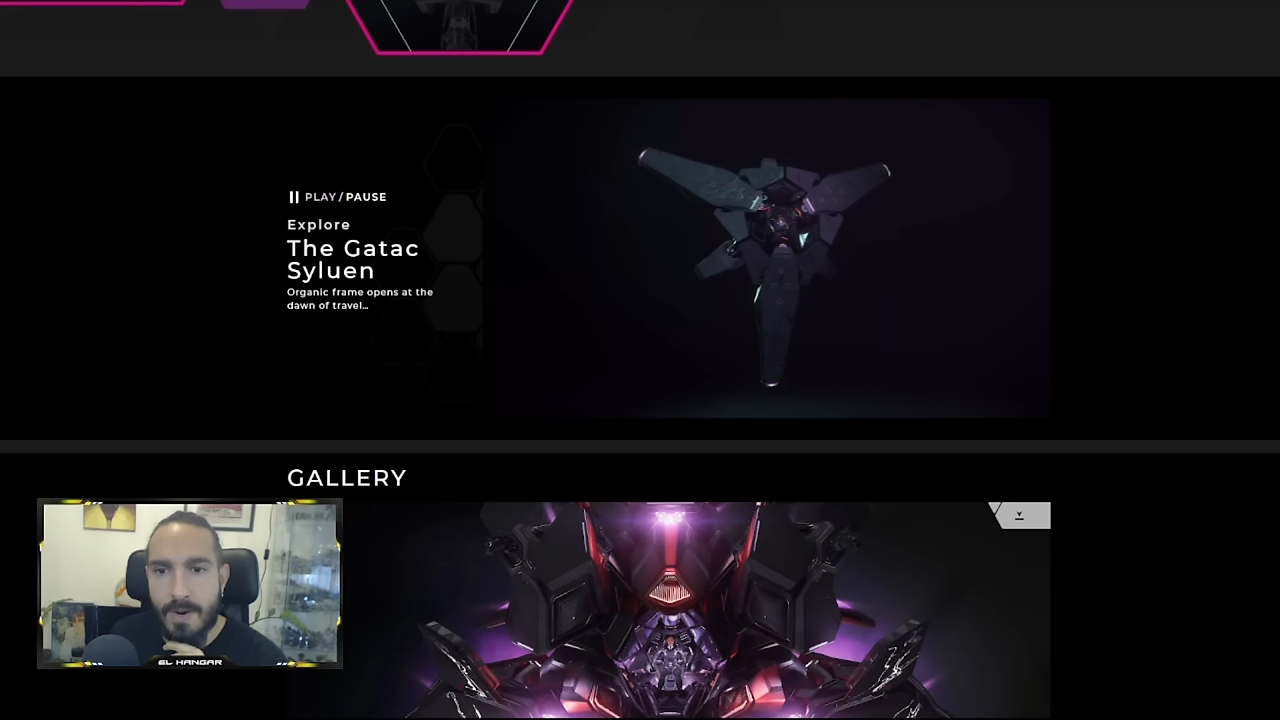 PLAY/PAUSE
Explore
The Gatac
Syluen
Organic frame opens at the
dawn of travel...
GALLERY
EL HANGAR